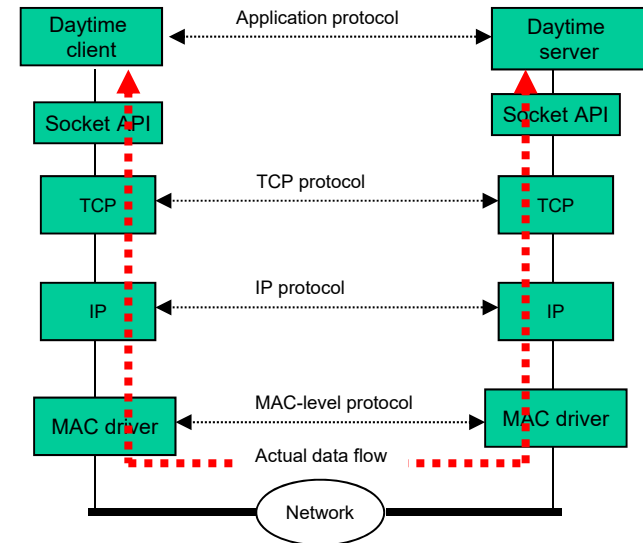 Application protocol
Daytime
client
Daytime
server
Socket API
Socket API
TCP protocol
TCP
TCP
IP protocol
IP
IP
MAC-level protocol
MAC driver
MAC driver
Actual data flow
Network